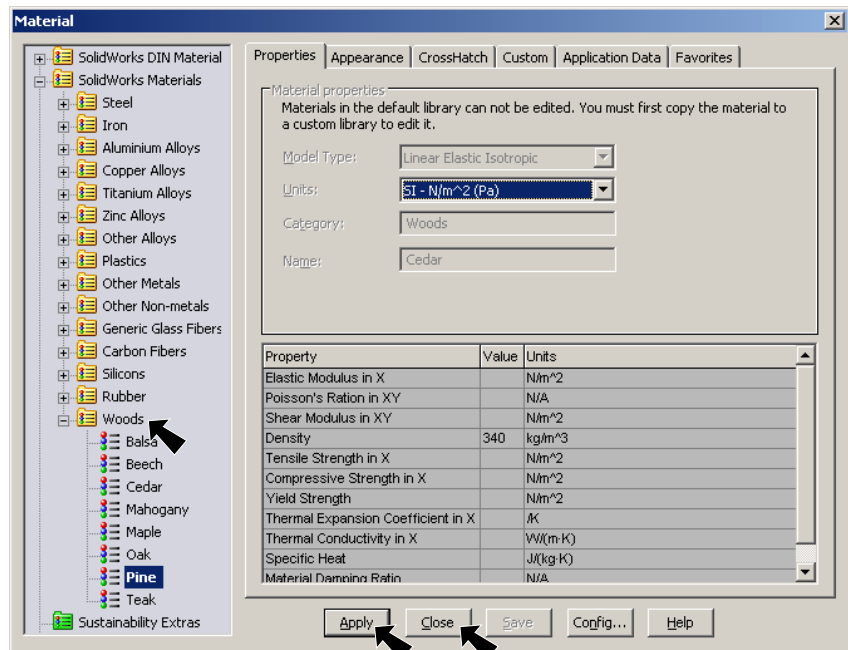 Material
SolidWorks DIN Material
SolidWorks Materials
Steel
Iron
Aluminium Alloys
Copper Alloys
Titanium Alloys
Zinc Alloys
Other Alloys
Plastics
Other Metals
Other Non-metals
Generic Glass Fibers
Carbon Fibers
Silicons
Rubber
Woods
Balsa
Beech
Cedar
Mahogany
Maple
Oak
Pine
Teak
Sustainability Extras
Properties Appearance CrossHatch Custom Application Data Favorites
Material properties
Materials in the default library can not be edited. You must first copy the material to
a custom library to edit it.
Model Type: Linear Elastic Isotropic
Units: SI - N/m^2 (Pa)
Category: Woods
Name: Cedar
Property Value Units
Elastic Modulus in X N/m^2
Poisson's Ration in XY N/A
Shear Modulus in XY N/m^2
Density 340 kg/m^3
Tensile Strength in X N/m^2
Compressive Strength in X N/m^2
Yield Strength N/m^2
Thermal Expansion Coefficient in X /K
Thermal Conductivity in X W/(m·K)
Specific Heat J/(kg·K)
Material Damping Ratio N/A
Apply Close Save Config... Help